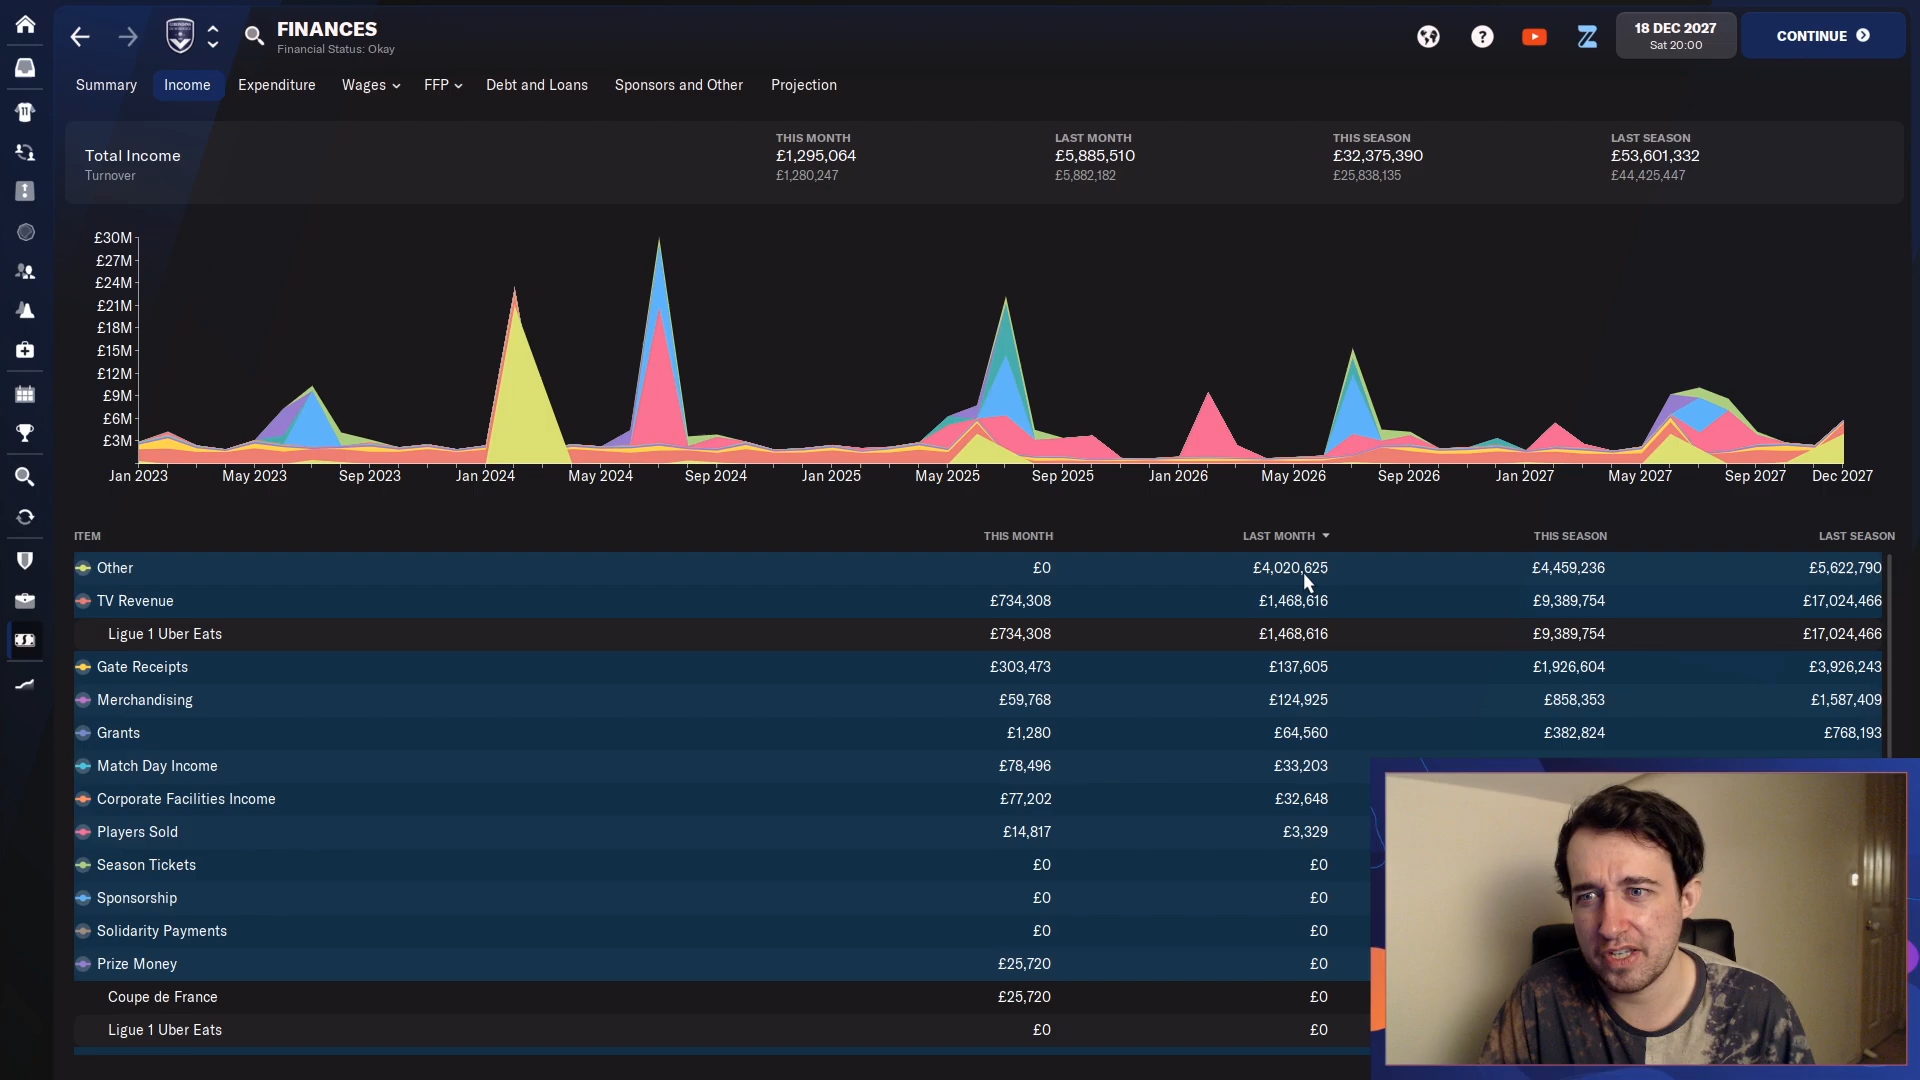 FINANCES
Financial Status: Okay
18 DEC 2027
Sat 20:00
CONTINUE
Summary
Income
Expenditure
Wages
FFP
Debt and Loans
Sponsors and Other
Projection
THIS MONTH LAST MONTH THIS SEASON LAST SEASON
Total Income £1,295,064 £5,885,510 £32,375,390 £53,601,332
Turnover £1,280,247 £5,882,182 £25,838,135 £44,425,447
£30M
£27M
£24M
£21M
£18M
£15M
£12M
£9M
£6M
£3M
Jan 2023 May 2023 Sep 2023 Jan 2024 May 2024 Sep 2024 Jan 2025 May 2025 Sep 2025 Jan 2026 May 2026 Sep 2026 Jan 2027 May 2027 Sep 2027 Dec 2027
ITEM THIS MONTH LAST MONTH THIS SEASON LAST SEASON
Other £0 £4,020,625 £4,459,236 £5,622,790
TV Revenue £734,308 £1,468,616 £9,389,754 £17,024,466
Ligue 1 Uber Eats £734,308 £1,468,616 £9,389,754 £17,024,466
Gate Receipts £303,473 £137,605 £1,926,604 £3,926,243
Merchandising £59,768 £124,925 £858,353 £1,587,409
Grants £1,280 £64,560 £382,824 £768,193
Match Day Income £78,496 £33,203
Corporate Facilities Income £77,202 £32,648
Players Sold £14,817 £3,329
Season Tickets £0 £0
Sponsorship £0 £0
Solidarity Payments £0 £0
Prize Money £25,720 £0
Coupe de France £25,720 £0
Ligue 1 Uber Eats £0 £0